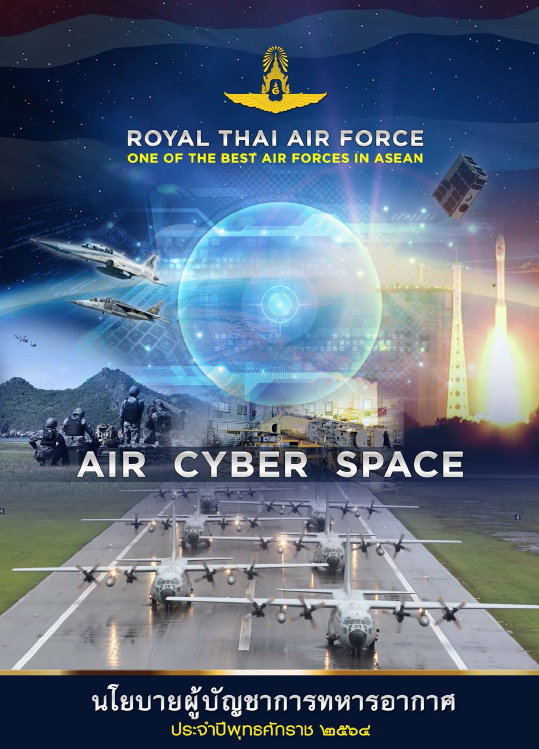 ROYAL THAI AIR FORCE
ONE OF THE BEST AIR FORCES IN ASEAN
AIR CYBER SPACE
นโยบายผู้บัญชาการทหารอากาศ
ประจำปีพุทธศักราช ๒๕๖๔